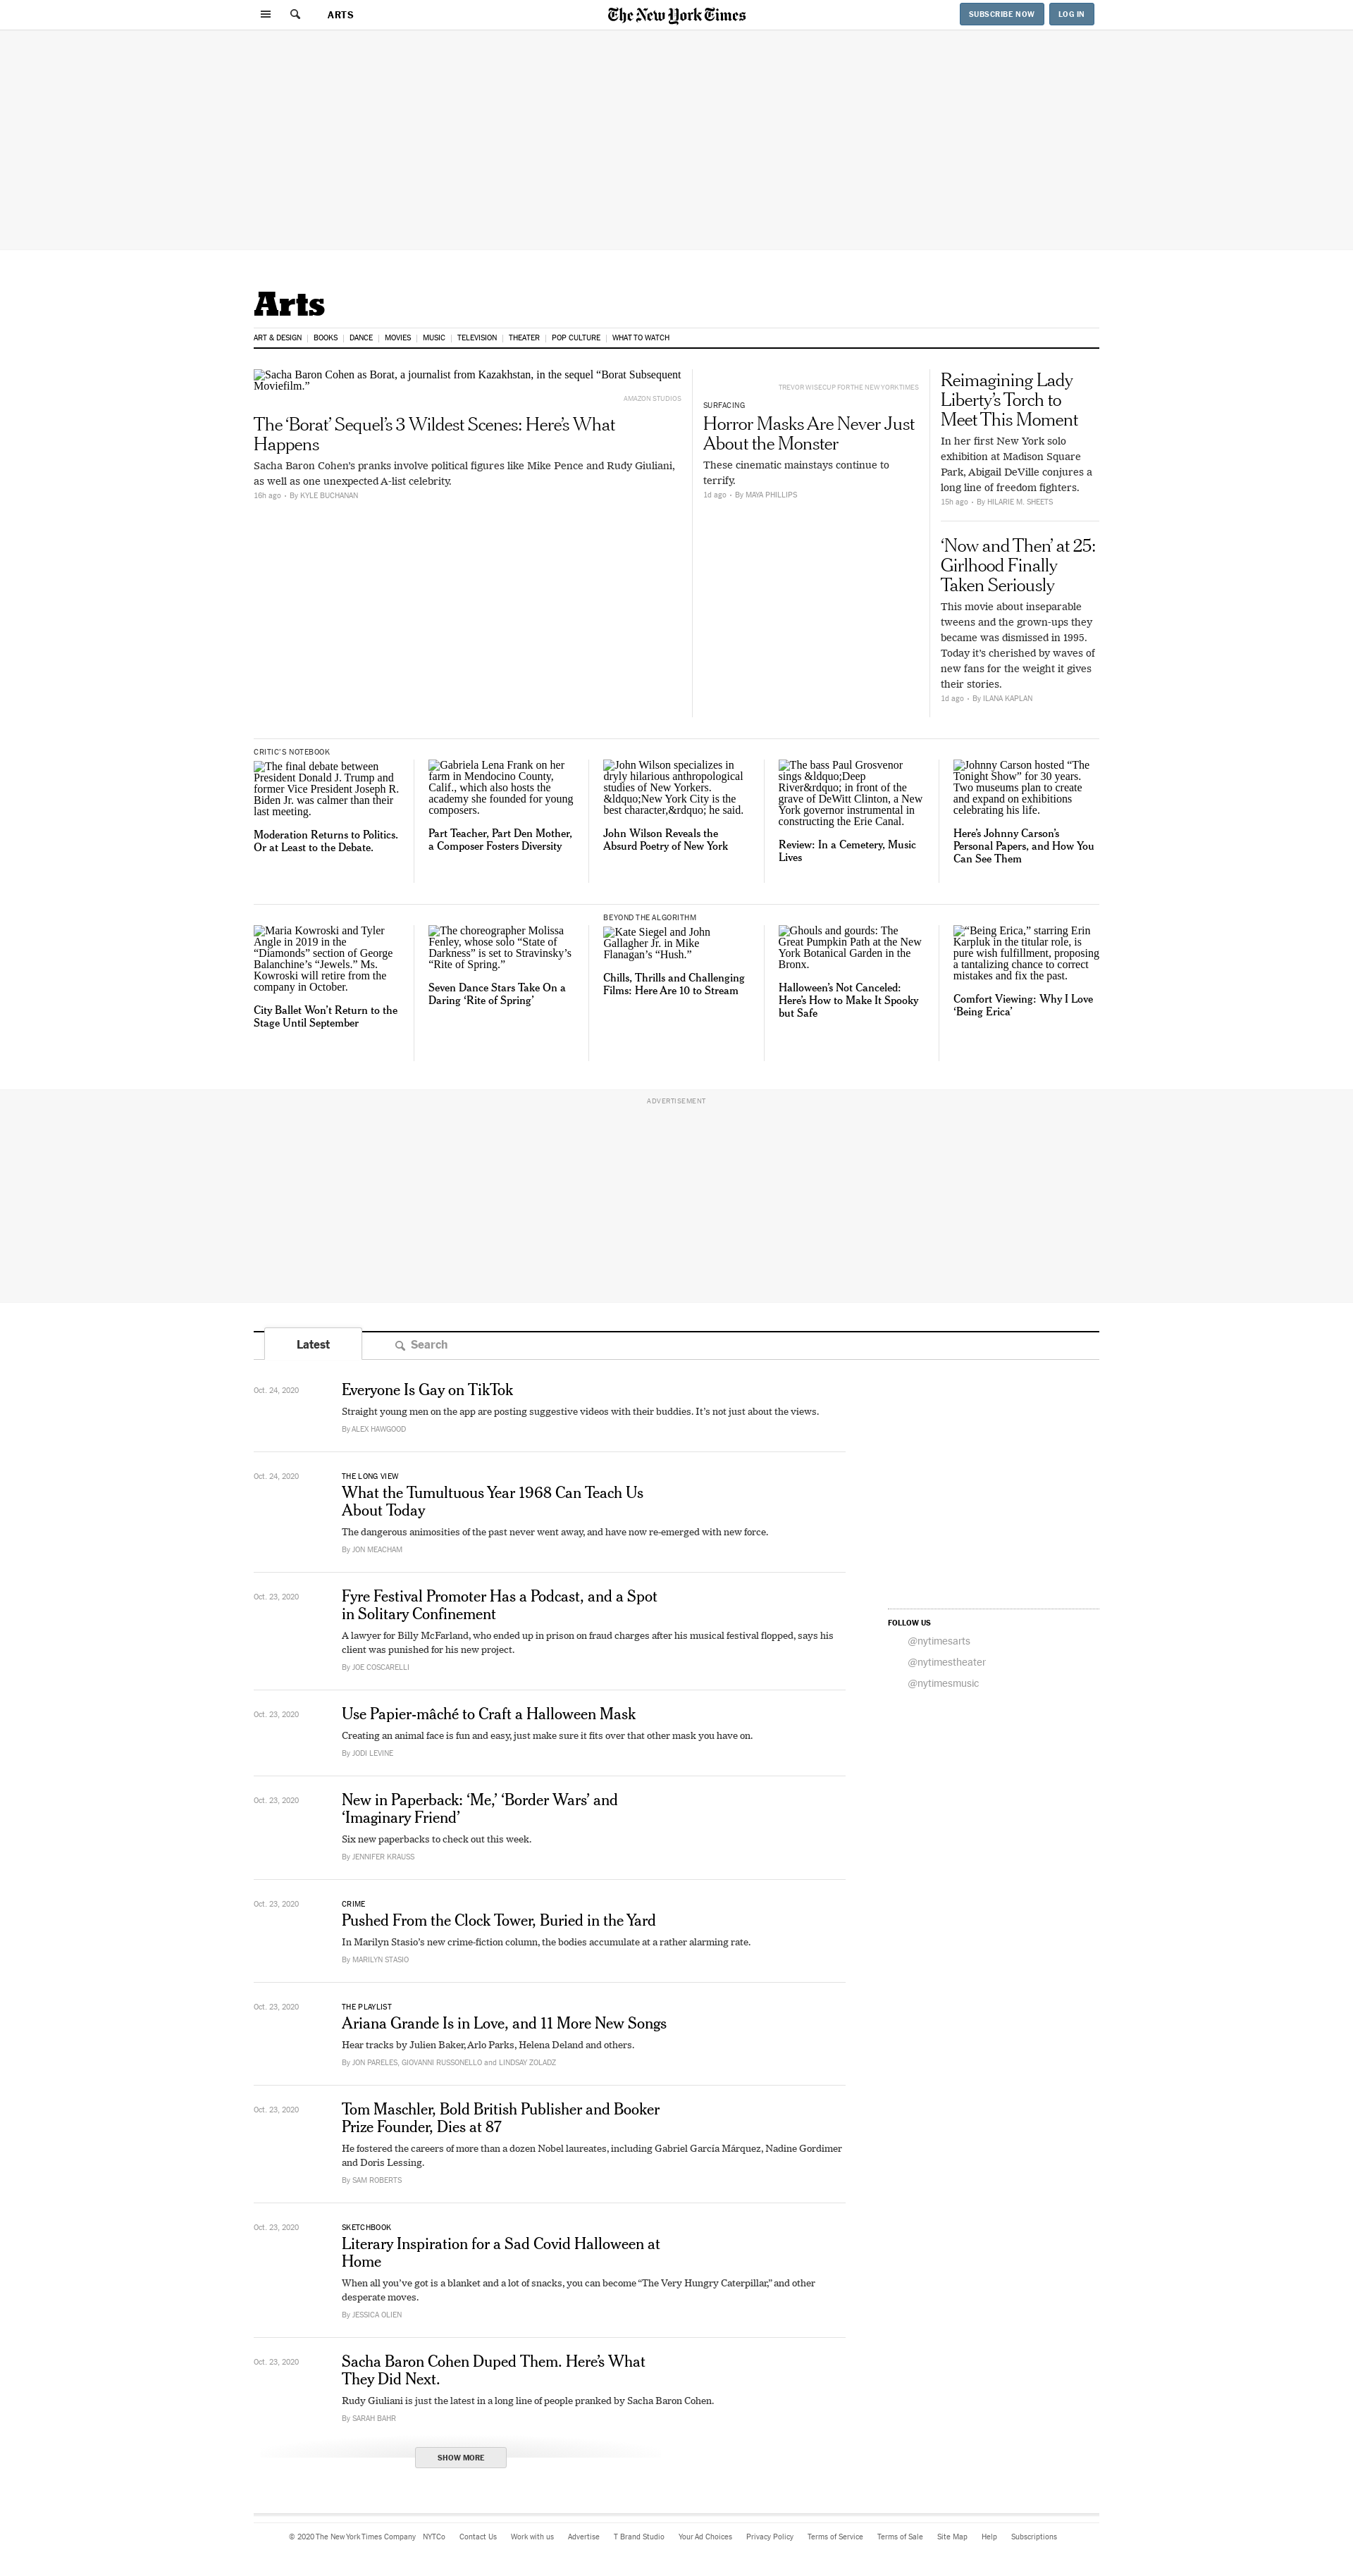 ARTS
The New York Times
SUBSCRIBE NOW
LOG IN
Arts
ART & DESIGN | BOOKS | DANCE | MOVIES | MUSIC | TELEVISION | THEATER | POP CULTURE | WHAT TO WATCH
Sacha Baron Cohen as Borat, a journalist from Kazakhstan, in the sequel “Borat Subsequent
Moviefilm.”
AMAZON STUDIOS
The ‘Borat’ Sequel’s 3 Wildest Scenes: Here’s What
Happens
Sacha Baron Cohen’s pranks involve political figures like Mike Pence and Rudy Giuliani,
as well as one unexpected A-list celebrity.
16h ago • By KYLE BUCHANAN
TREVOR WISECUP FOR THE NEW YORK TIMES
SURFACING
Horror Masks Are Never Just
About the Monster
These cinematic mainstays continue to
terrify.
1d ago • By MAYA PHILLIPS
Reimagining Lady
Liberty’s Torch to
Meet This Moment
In her first New York solo
exhibition at Madison Square
Park, Abigail DeVille conjures a
long line of freedom fighters.
15h ago • By HILARIE M. SHEETS
‘Now and Then’ at 25:
Girlhood Finally
Taken Seriously
This movie about inseparable
tweens and the grown-ups they
became was dismissed in 1995.
Today it’s cherished by waves of
new fans for the weight it gives
their stories.
1d ago • By ILANA KAPLAN
CRITIC’S NOTEBOOK
The final debate between
President Donald J. Trump and
former Vice President Joseph R.
Biden Jr. was calmer than their
last meeting.
Moderation Returns to Politics.
Or at Least to the Debate.
Gabriela Lena Frank on her
farm in Mendocino County,
Calif., which also hosts the
academy she founded for young
composers.
Part Teacher, Part Den Mother,
a Composer Fosters Diversity
John Wilson specializes in
dryly hilarious anthropological
studies of New Yorkers.
&ldquo;New York City is the
best character,&rdquo; he said.
John Wilson Reveals the
Absurd Poetry of New York
The bass Paul Grosvenor
sings &ldquo;Deep
River&rdquo; in front of the
grave of DeWitt Clinton, a New
York governor instrumental in
constructing the Erie Canal.
Review: In a Cemetery, Music
Lives
Johnny Carson hosted “The
Tonight Show” for 30 years.
Two museums plan to create
and expand on exhibitions
celebrating his life.
Here’s Johnny Carson’s
Personal Papers, and How You
Can See Them
Maria Kowroski and Tyler
Angle in 2019 in the
“Diamonds” section of George
Balanchine’s “Jewels.” Ms.
Kowroski will retire from the
company in October.
City Ballet Won’t Return to the
Stage Until September
The choreographer Molissa
Fenley, whose solo “State of
Darkness” is set to Stravinsky’s
“Rite of Spring.”
Seven Dance Stars Take On a
Daring ‘Rite of Spring’
BEYOND THE ALGORITHM
Kate Siegel and John
Gallagher Jr. in Mike
Flanagan’s “Hush.”
Chills, Thrills and Challenging
Films: Here Are 10 to Stream
Ghouls and gourds: The
Great Pumpkin Path at the New
York Botanical Garden in the
Bronx.
Halloween’s Not Canceled:
Here’s How to Make It Spooky
but Safe
“Being Erica,” starring Erin
Karpluk in the titular role, is
pure wish fulfillment, proposing
a tantalizing chance to correct
mistakes and fix the past.
Comfort Viewing: Why I Love
‘Being Erica’
ADVERTISEMENT
Latest
Search
Oct. 24, 2020
Everyone Is Gay on TikTok
Straight young men on the app are posting suggestive videos with their buddies. It’s not just about the views.
By ALEX HAWGOOD
Oct. 24, 2020
THE LONG VIEW
What the Tumultuous Year 1968 Can Teach Us
About Today
The dangerous animosities of the past never went away, and have now re-emerged with new force.
By JON MEACHAM
Oct. 23, 2020
Fyre Festival Promoter Has a Podcast, and a Spot
in Solitary Confinement
A lawyer for Billy McFarland, who ended up in prison on fraud charges after his musical festival flopped, says his
client was punished for his new project.
By JOE COSCARELLI
FOLLOW US
@nytimesarts
@nytimestheater
@nytimesmusic
Oct. 23, 2020
Use Papier-mâché to Craft a Halloween Mask
Creating an animal face is fun and easy, just make sure it fits over that other mask you have on.
By JODI LEVINE
Oct. 23, 2020
New in Paperback: ‘Me,’ ‘Border Wars’ and
‘Imaginary Friend’
Six new paperbacks to check out this week.
By JENNIFER KRAUSS
Oct. 23, 2020
CRIME
Pushed From the Clock Tower, Buried in the Yard
In Marilyn Stasio’s new crime-fiction column, the bodies accumulate at a rather alarming rate.
By MARILYN STASIO
Oct. 23, 2020
THE PLAYLIST
Ariana Grande Is in Love, and 11 More New Songs
Hear tracks by Julien Baker, Arlo Parks, Helena Deland and others.
By JON PARELES, GIOVANNI RUSSONELLO and LINDSAY ZOLADZ
Oct. 23, 2020
Tom Maschler, Bold British Publisher and Booker
Prize Founder, Dies at 87
He fostered the careers of more than a dozen Nobel laureates, including Gabriel García Márquez, Nadine Gordimer
and Doris Lessing.
By SAM ROBERTS
Oct. 23, 2020
SKETCHBOOK
Literary Inspiration for a Sad Covid Halloween at
Home
When all you’ve got is a blanket and a lot of snacks, you can become “The Very Hungry Caterpillar,” and other
desperate moves.
By JESSICA OLIEN
Oct. 23, 2020
Sacha Baron Cohen Duped Them. Here’s What
They Did Next.
Rudy Giuliani is just the latest in a long line of people pranked by Sacha Baron Cohen.
By SARAH BAHR
SHOW MORE
© 2020 The New York Times Company NYTCo Contact Us Work with us Advertise T Brand Studio Your Ad Choices Privacy Policy Terms of Service Terms of Sale Site Map Help Subscriptions